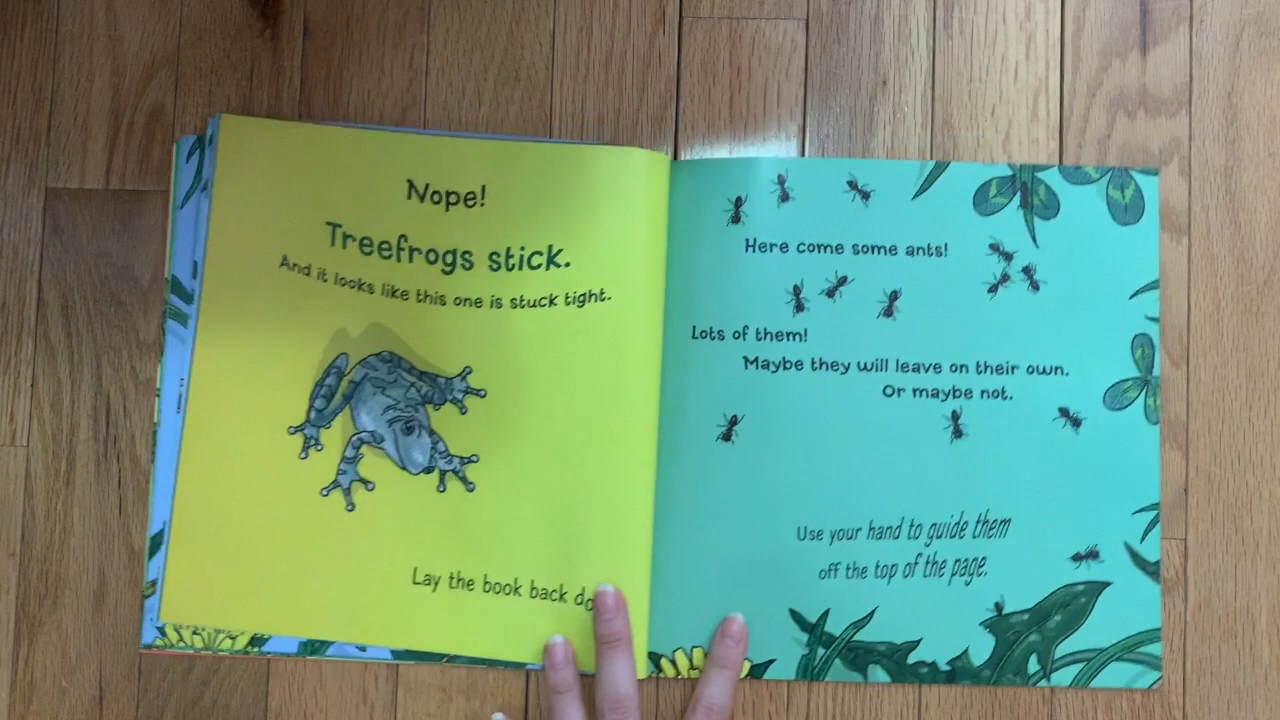 Nope!
Treefrogs stick.
And it looks like this one is stuck tight.
Lay the book back
Here come some ants!
Lots of them!
Maybe they will leave on their own.
Or maybe not.
Use your hand to guide them
off the top of the page.